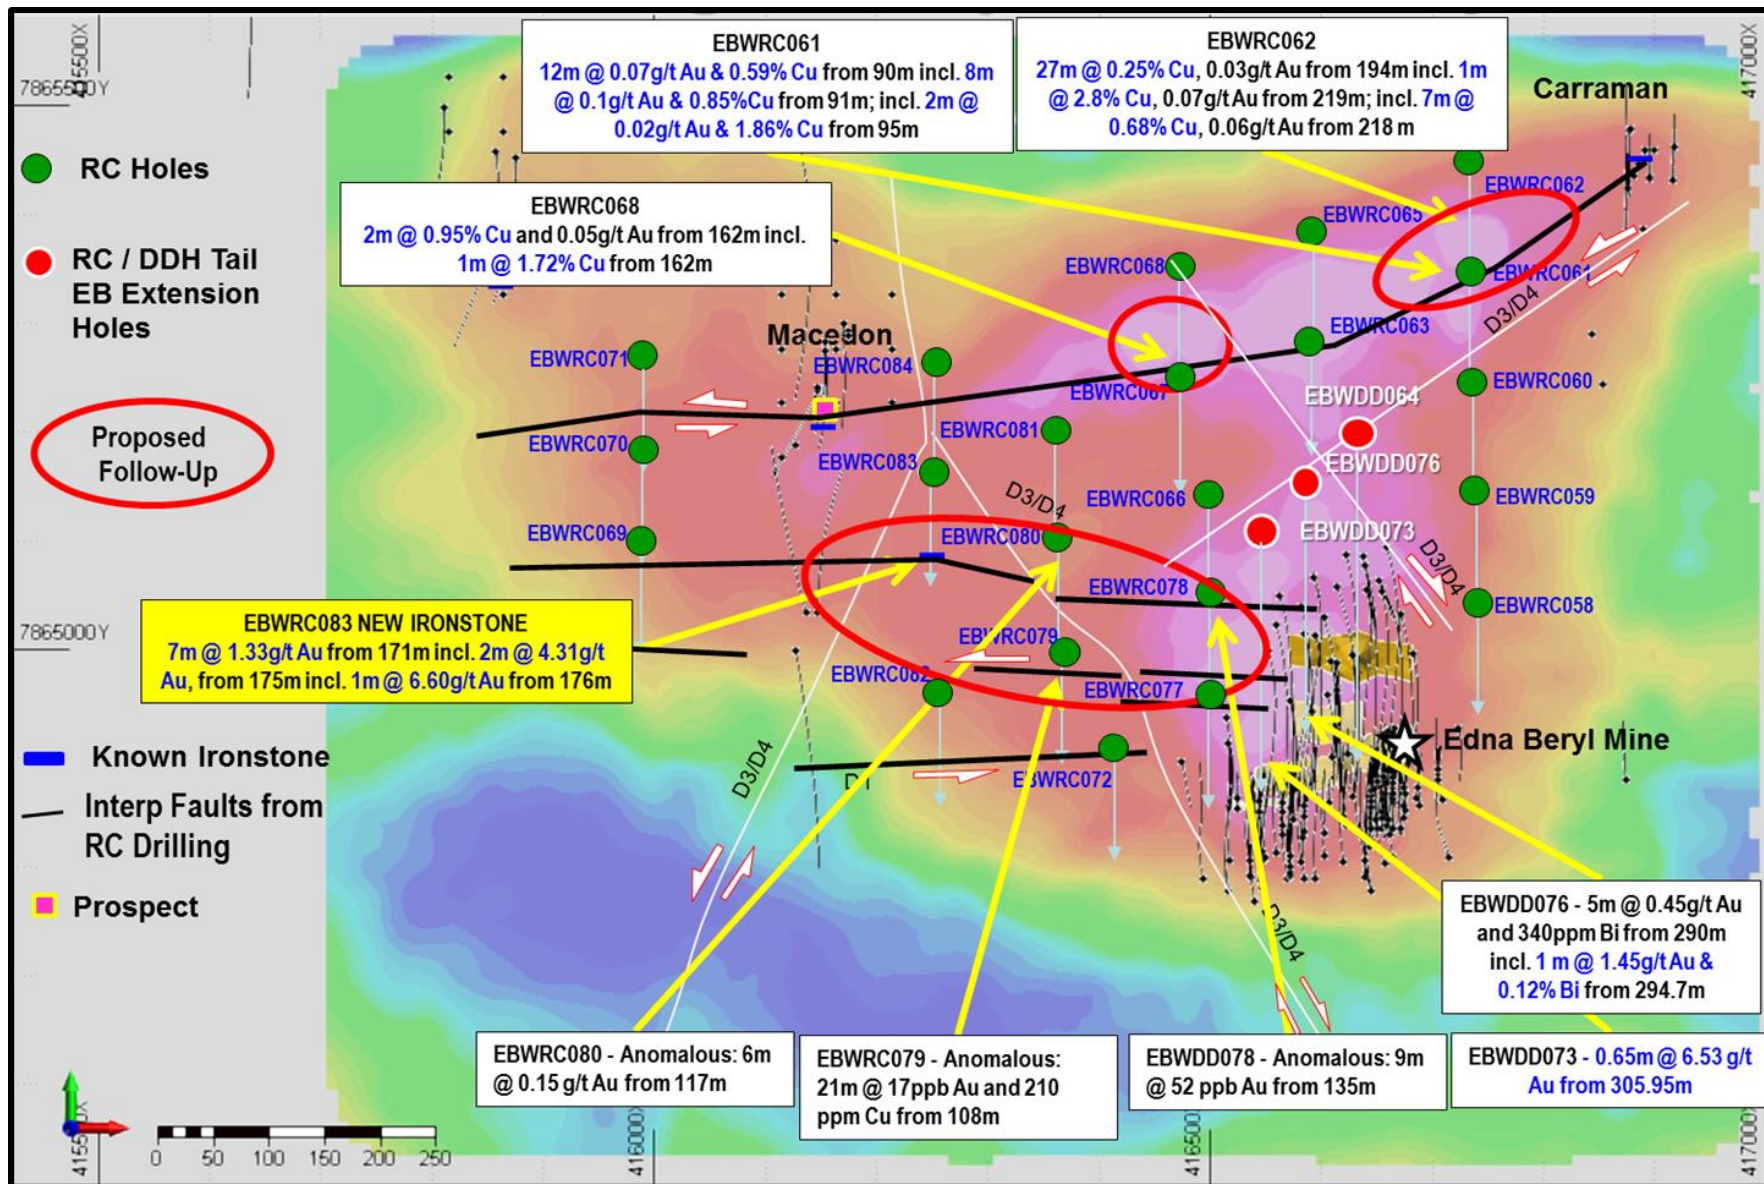 EBWRC061
12m @ 0.07g/t Au & 0.59% Cu from 90m incl. 8m
@ 0.1g/t Au & 0.85%Cu from 91m; incl. 2m @
0.02g/t Au & 1.86% Cu from 95m
EBWRC062
27m @ 0.25% Cu, 0.03g/t Au from 194m incl. 1m
@ 2.8% Cu, 0.07g/t Au from 219m; incl. 7m @
0.68% Cu, 0.06g/t Au from 218 m
415500X
417000X
7865500Y
Carraman
RC Holes
EBWRC068
2m @ 0.95% Cu and 0.05g/t Au from 162m incl.
1m @ 1.72% Cu from 162m
EBWRC062
EBWRC065
RC / DDH Tail
EB Extension
Holes
EBWRC068
EBWRC061
D3/D4
Macedon
EBWRC063
EBWRC071
EBWRC084
EBWRC067
EBWRC060
EBWDD064
Proposed
Follow-Up
EBWRC070
EBWRC081
EBWRC083
EBWDD076
EBWRC066
EBWRC059
D3/D4
EBWRC069
EBWRC080
EBWDD073
D3/D4
EBWRC078
EBWRC058
7865000Y
EBWRC083 NEW IRONSTONE
7m @ 1.33g/t Au from 171m incl. 2m @ 4.31g/t
Au, from 175m incl. 1m @ 6.60g/t Au from 176m
EBWRC079
EBWRC082
EBWRC077
Known Ironstone
Edna Beryl Mine
D3/D4
D1
EBWRC072
Interp Faults from
RC Drilling
Prospect
D3/D4
EBWDD076 - 5m @ 0.45g/t Au
and 340ppm Bi from 290m
incl. 1 m @ 1.45g/t Au &
0.12% Bi from 294.7m
EBWRC080 - Anomalous: 6m
@ 0.15 g/t Au from 117m
EBWRC079 - Anomalous:
21m @ 17ppb Au and 210
ppm Cu from 108m
EBWDD078 - Anomalous: 9m
@ 52 ppb Au from 135m
EBWDD073 - 0.65m @ 6.53 g/t
Au from 305.95m
0 50 100 150 200 250
416000X
416500X
417000X